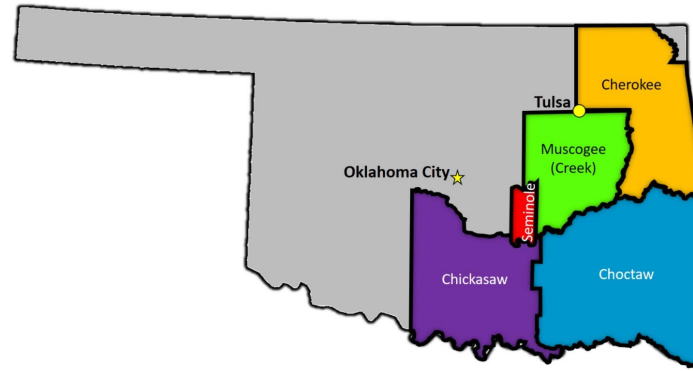 Cherokee
Tulsa
Muscogee
(Creek)
Oklahoma City
Seminole
Chickasaw
Choctaw